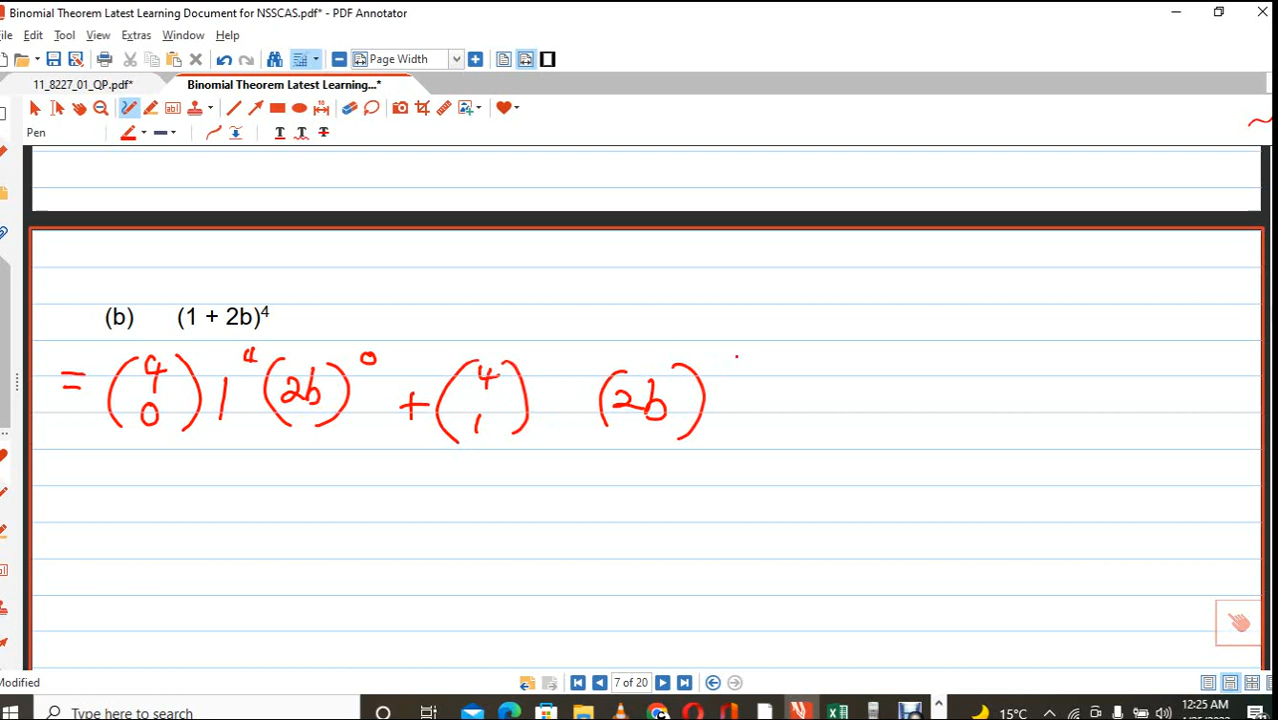 Binomial Theorem Latest Learning Document for NSSCAS.pdf* - PDF Annotator
ile Edit Tool View Extras Window Help
Page Width
11_8227_01_QP.pdf* Binomial Theorem Latest Learning...*
Pen
(b) (1 + 2b)⁴
= (4 0) 1⁴ (2b)⁰ + (4 1) (2b)
7 of 20
Modified
Type here to search
15°C
12:25 AM